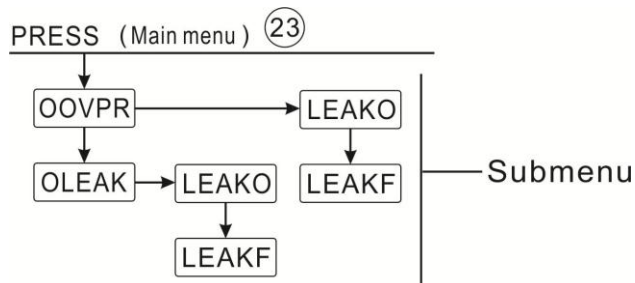 PRESS (Main menu) 23
OOVPR LEAKO
OLEAK LEAKO LEAKF Submenu
LEAKF